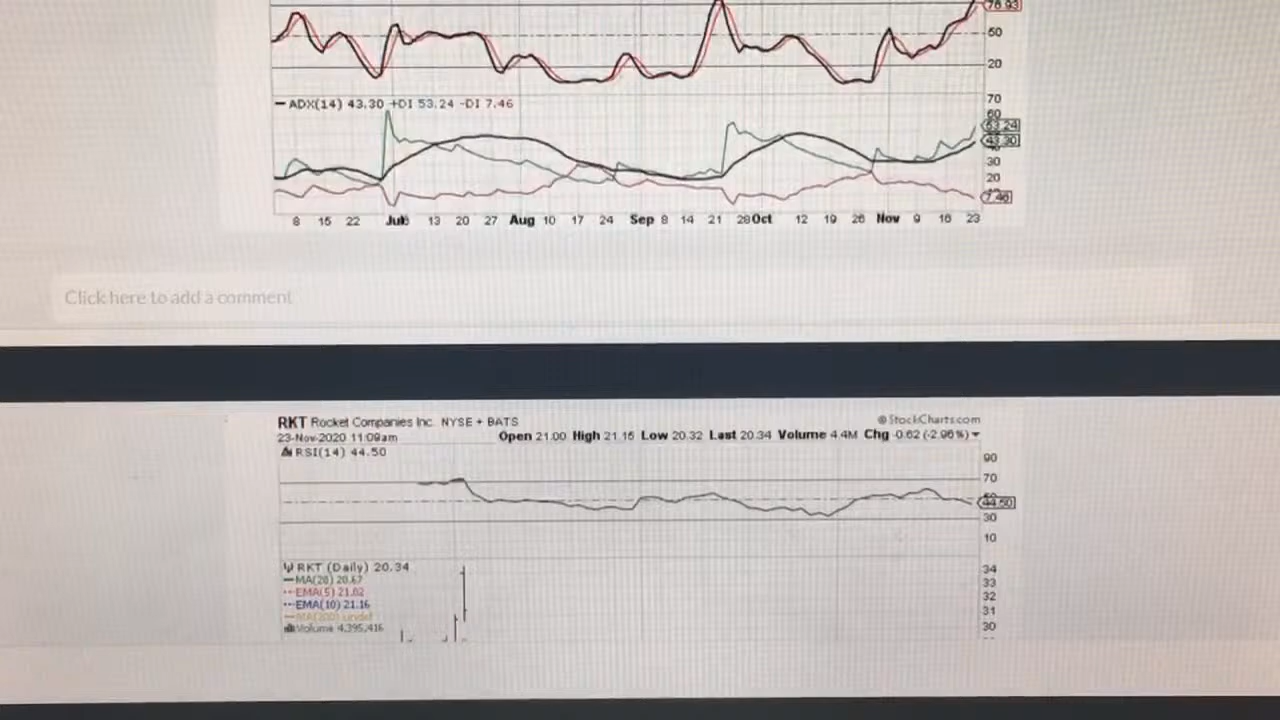 78.93
50
20
ADX(14) 43.30 +DI 53.24 -DI 7.46
70
60
53.24
43.30
30
20
7.46
8 15 22 Jul 13 20 27 Aug 10 17 24 Sep 8 14 21 28 Oct 12 19 26 Nov 9 16 23
Click here to add a comment
RKT Rocket Companies Inc. NYSE + BATS
© StockCharts.com
23-Nov-2020 11:09am
Open 21.00 High 21.15 Low 20.32 Last 20.34 Volume 4.4M Chg -0.62 (-2.96%)
RSI(14) 44.50
90
70
44.50
30
10
RKT (Daily) 20.34
MA(20) 20.67
EMA(5) 21.02
EMA(10) 21.16
MA(200) undef
Volume 4,395,416
34
33
32
31
30